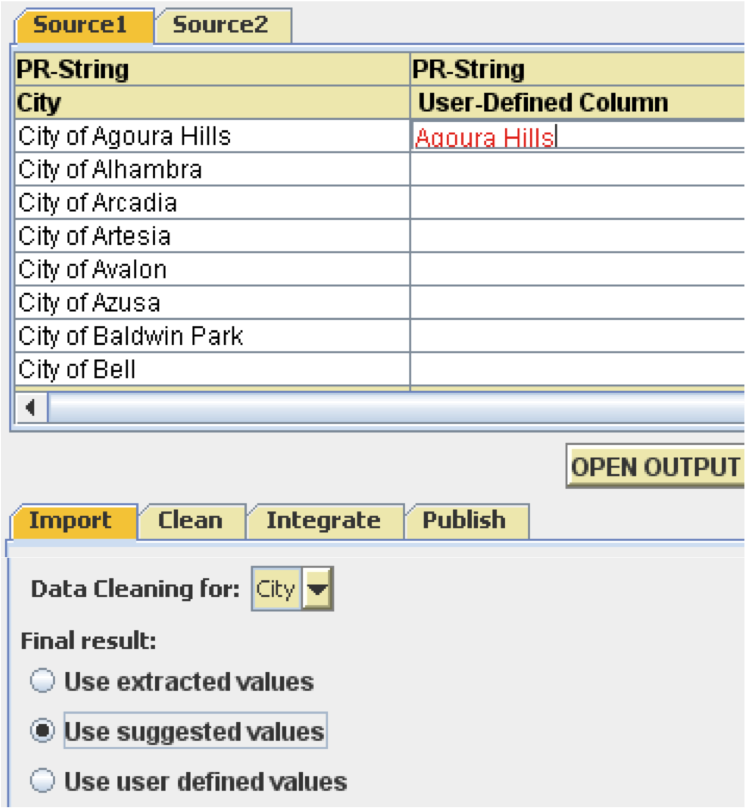 Source1 Source2
PR-String PR-String
City User-Defined Column
City of Agoura Hills Agoura Hills
City of Alhambra
City of Arcadia
City of Artesia
City of Avalon
City of Azusa
City of Baldwin Park
City of Bell
OPEN OUTPUT
Import Clean Integrate Publish
Data Cleaning for: City
Final result:
Use extracted values
Use suggested values
Use user defined values